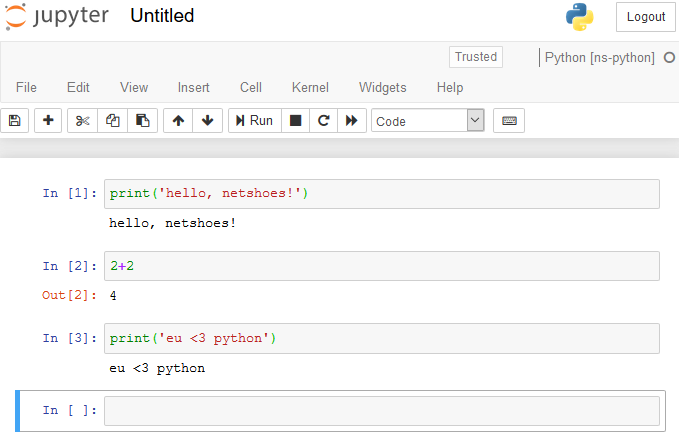 jupyter Untitled Logout
Trusted Python [ns-python]
File Edit View Insert Cell Kernel Widgets Help
Run Code
In [1]: print('hello, netshoes!')
hello, netshoes!
In [2]: 2+2
Out[2]: 4
In [3]: print('eu <3 python')
eu <3 python
In [ ]: